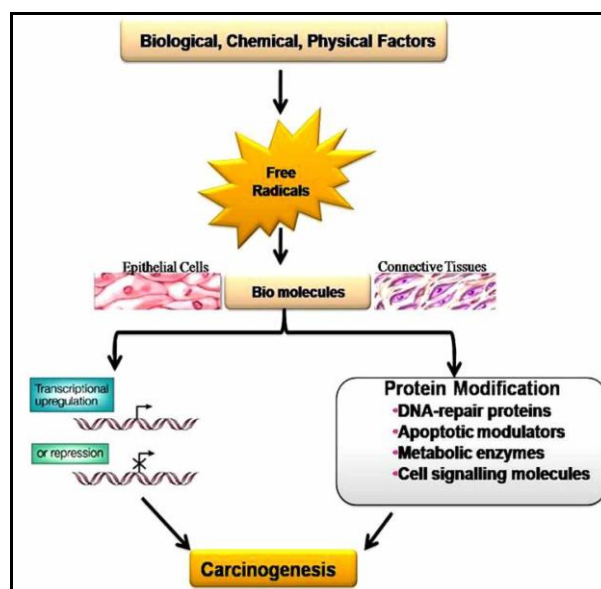 Biological, Chemical, Physical Factors
Free
Radicals
Epithelial Cells
Connective Tissues
Bio molecules
Transcriptional
upregulation
or repression
Protein Modification
•DNA-repair proteins
•Apoptotic modulators
•Metabolic enzymes
•Cell signalling molecules
Carcinogenesis